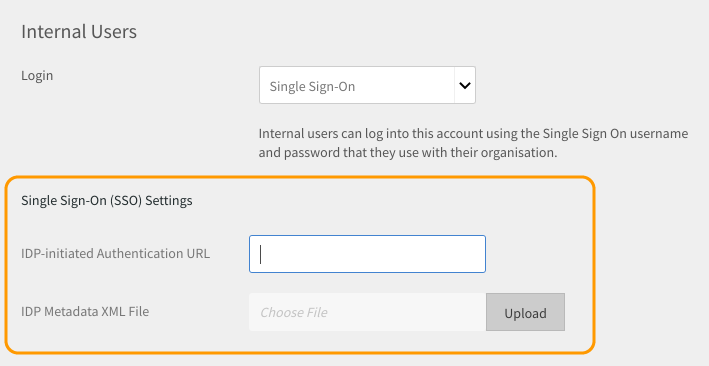 Internal Users
Login
Single Sign-On
Internal users can log into this account using the Single Sign On username
and password that they use with their organisation.
Single Sign-On (SSO) Settings
IDP-initiated Authentication URL
IDP Metadata XML File
Choose File
Upload